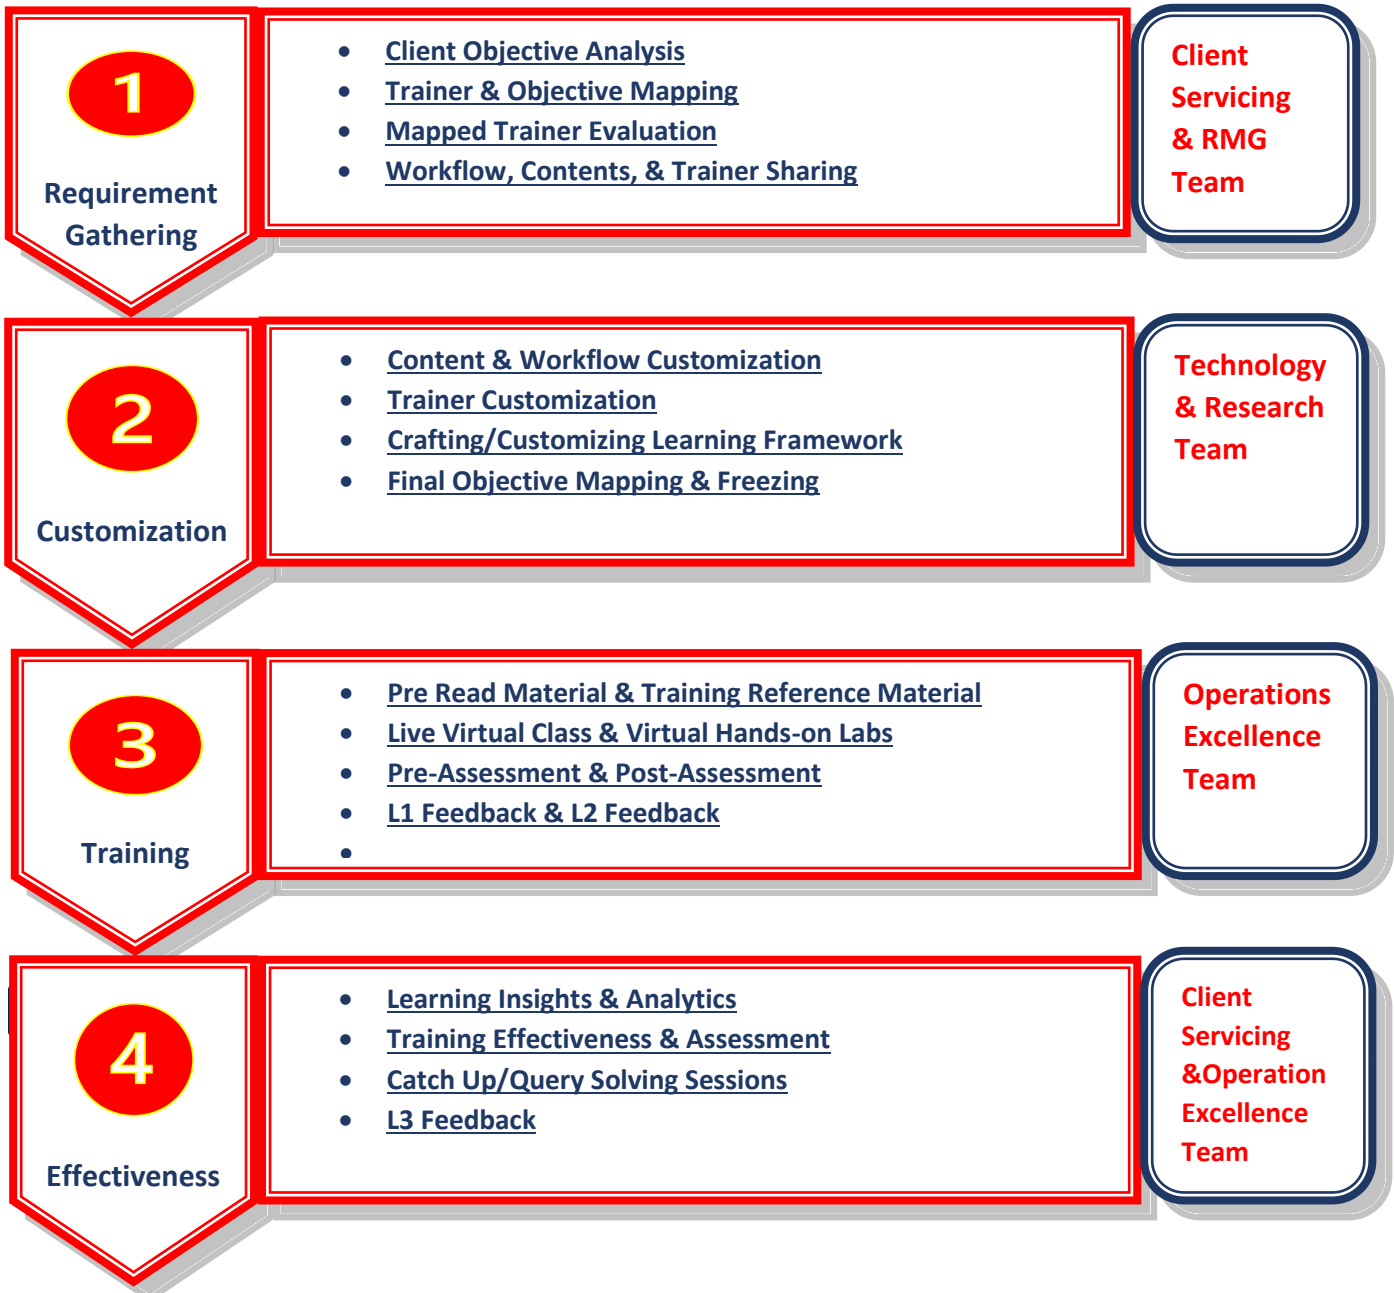 1
Requirement
Gathering
• Client Objective Analysis
• Trainer & Objective Mapping
• Mapped Trainer Evaluation
• Workflow, Contents, & Trainer Sharing
Client
Servicing
& RMG
Team
2
Customization
• Content & Workflow Customization
• Trainer Customization
• Crafting/Customizing Learning Framework
• Final Objective Mapping & Freezing
Technology
& Research
Team
3
Training
• Pre Read Material & Training Reference Material
• Live Virtual Class & Virtual Hands-on Labs
• Pre-Assessment & Post-Assessment
• L1 Feedback & L2 Feedback
•
Operations
Excellence
Team
4
Effectiveness
• Learning Insights & Analytics
• Training Effectiveness & Assessment
• Catch Up/Query Solving Sessions
• L3 Feedback
Client
Servicing
&Operation
Excellence
Team